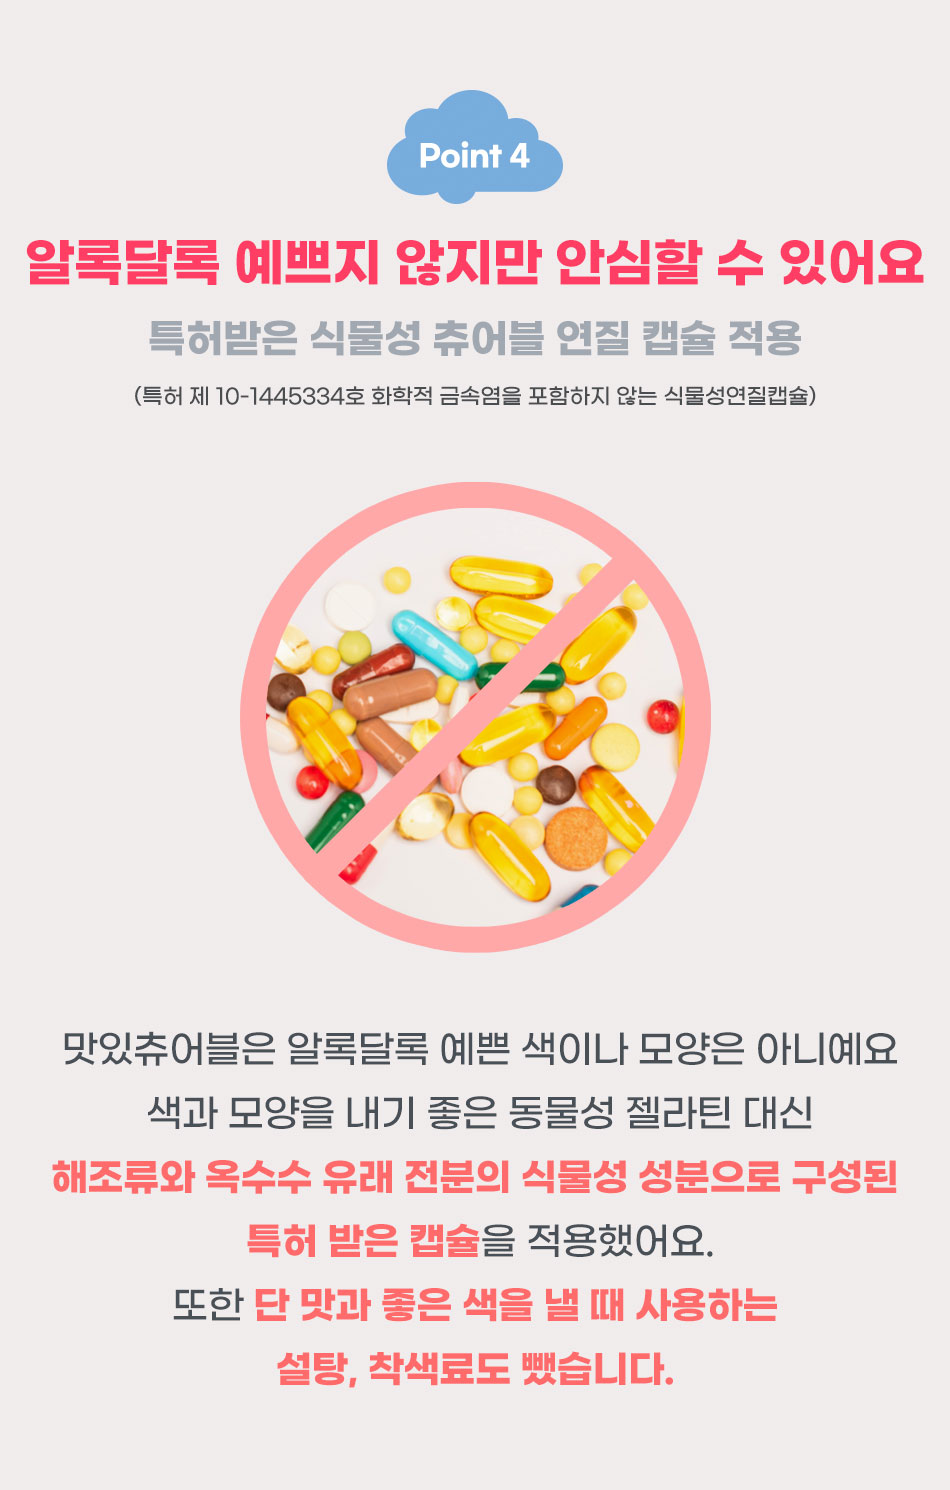 Point 4
알록달록 예쁘지 않지만 안심할 수 있어요
특허받은 식물성 츄어블 연질 캡슐 적용
(특허 제 10-1445334호 화학적 금속염을 포함하지 않는 식물성연질캡슐)
맛있츄어블은 알록달록 예쁜 색이나 모양은 아니예요
색과 모양을 내기 좋은 동물성 젤라틴 대신
해조류와 옥수수 유래 전분의 식물성 성분으로 구성된
특허 받은 캡슐을 적용했어요.
또한 단 맛과 좋은 색을 낼 때 사용하는
설탕, 착색료도 뺐습니다.